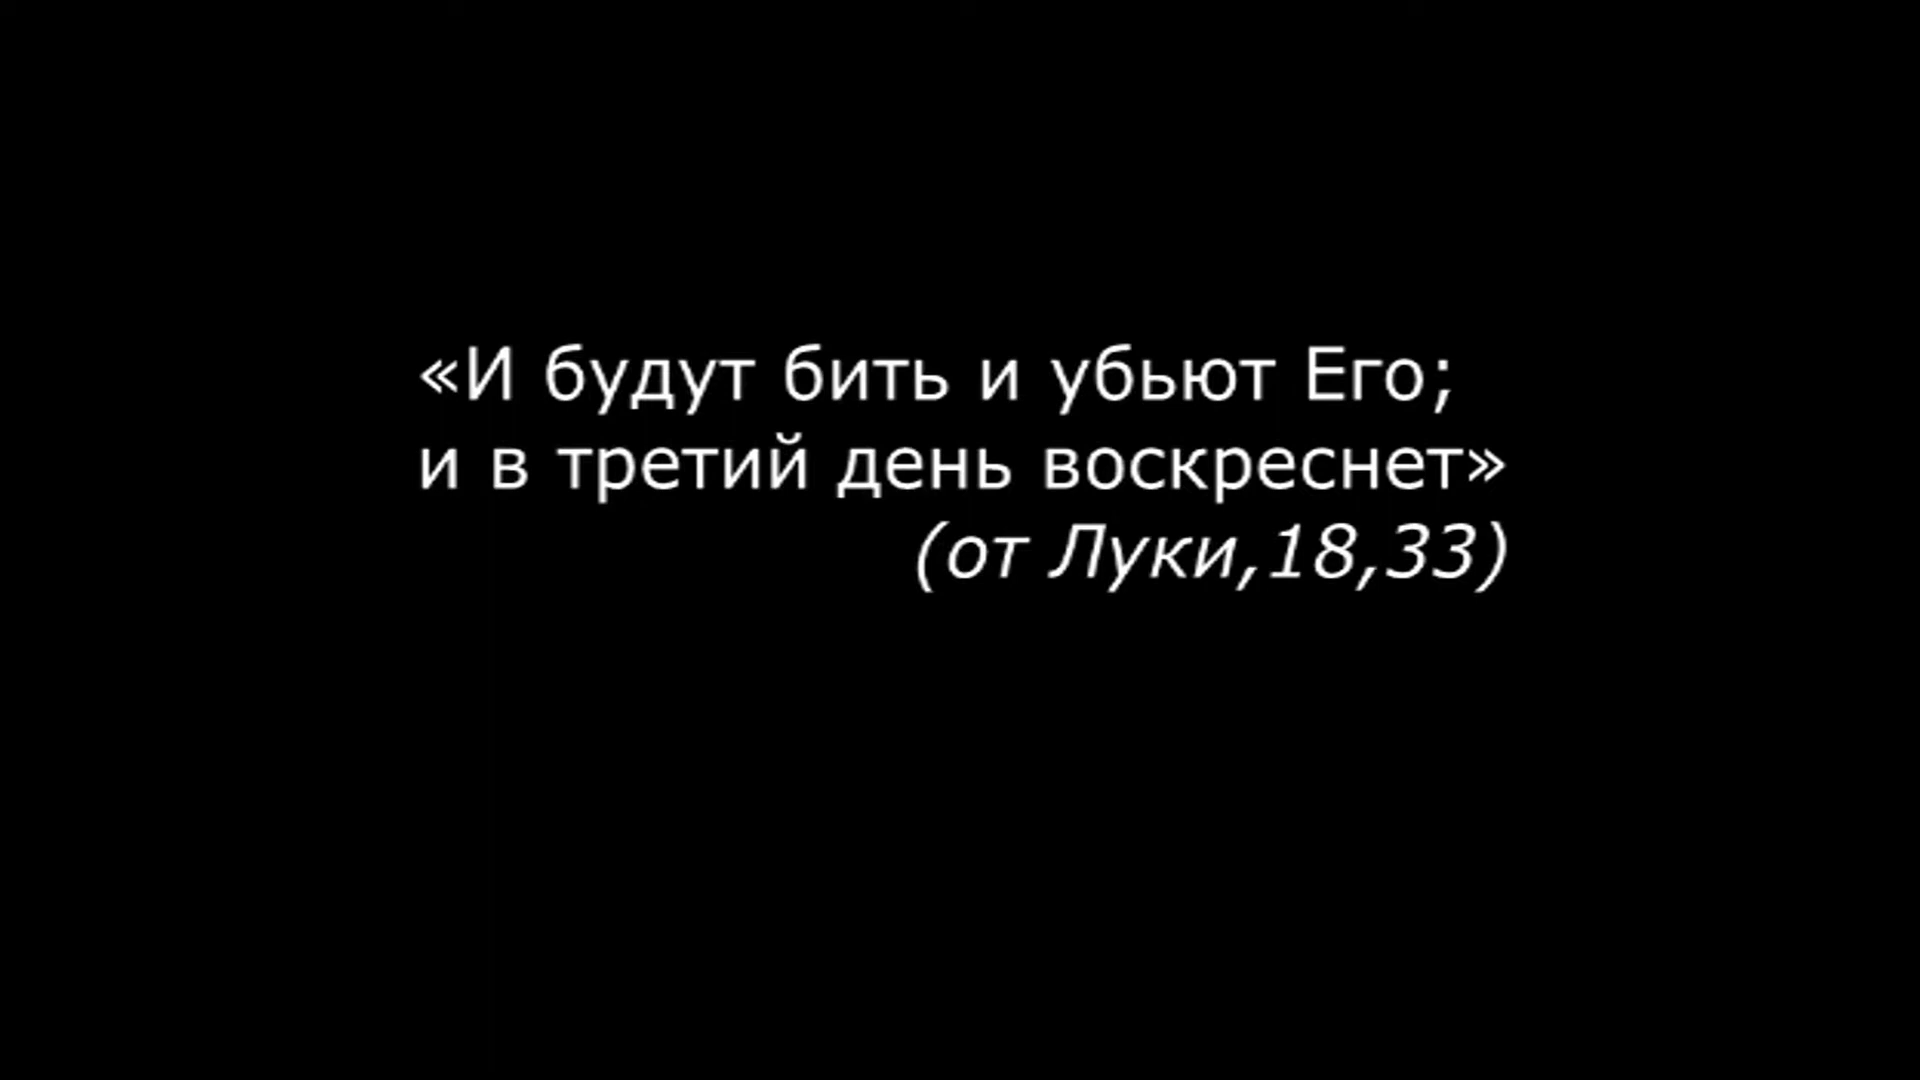 «И будут бить и убьют Его;
и в третий день воскреснет»
(от Луки,18,33)